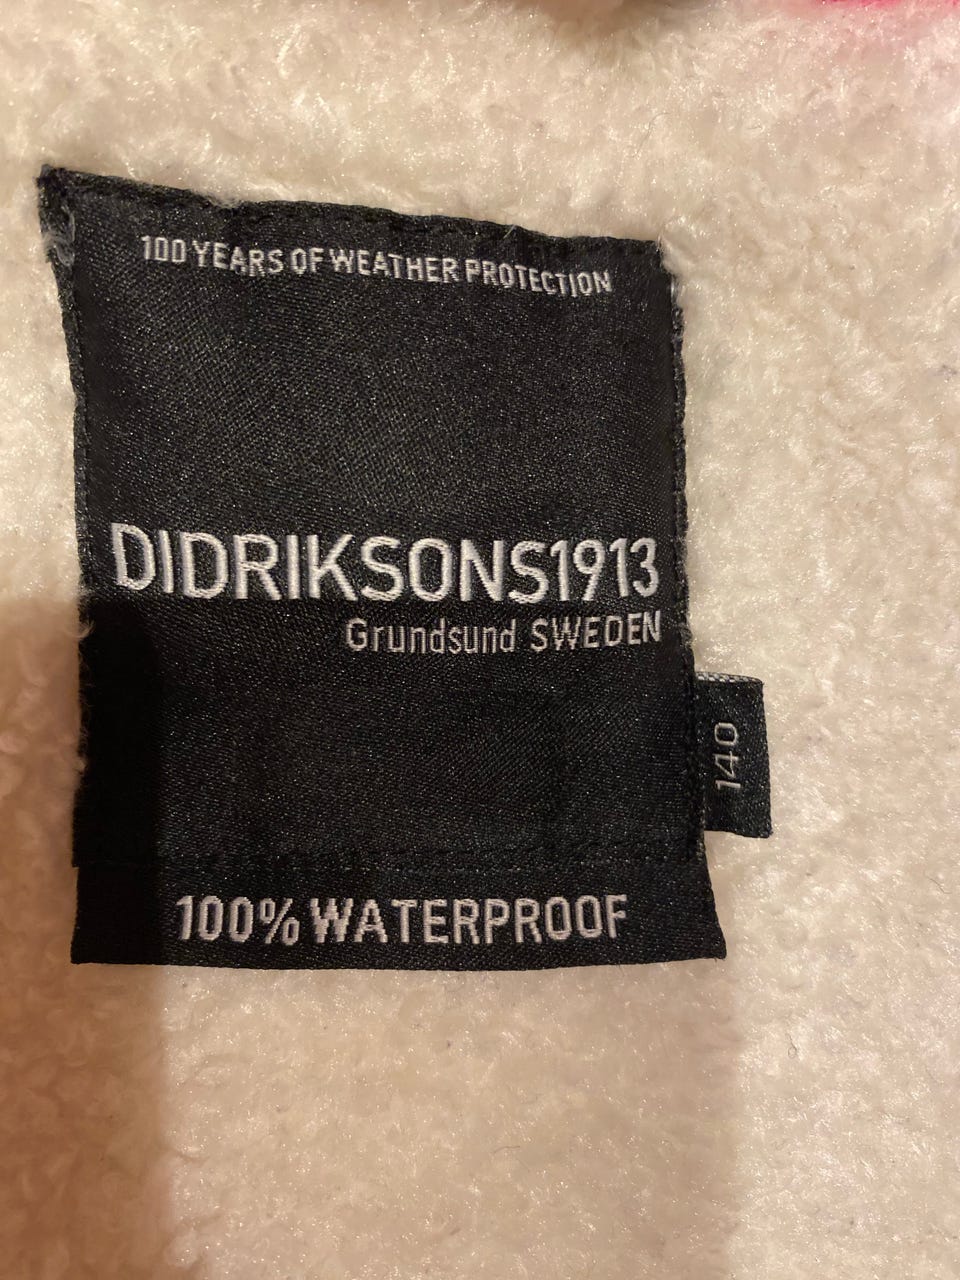 100 YEARS OF WEATHER PROTECTION
DIDRIKSONS1913
Grundsund SWEDEN
140
100% WATERPROOF